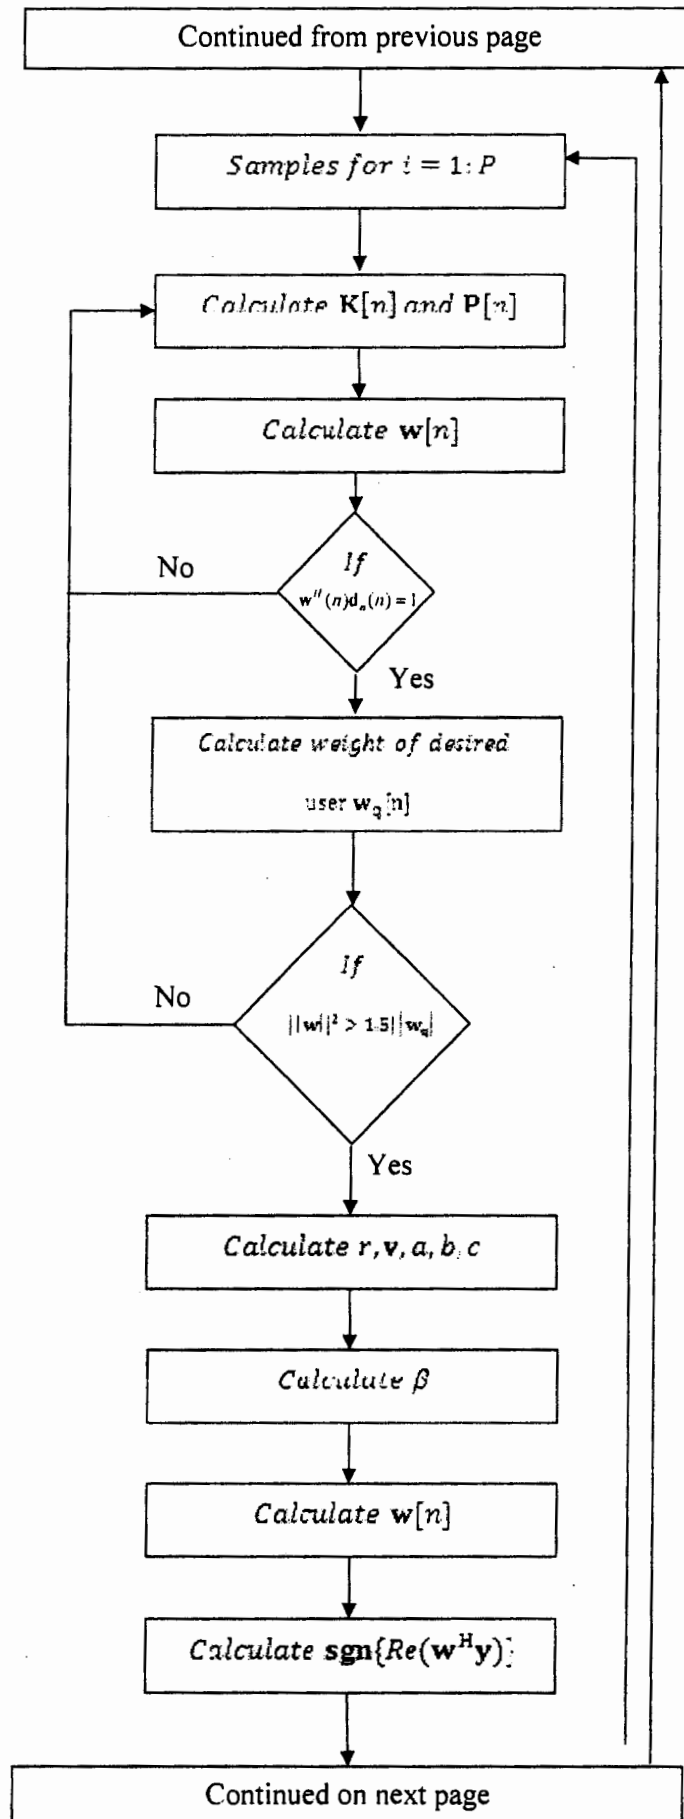 Continued from previous page
Samples for i = 1: P
Calculate K[n] and P[n]
Calculate w[n]
If
w^H(n)d_n(n) = 1
No
Yes
Calculate weight of desired
user w_q[n]
If
||w||² > 1.5||w_q|
No
Yes
Calculate r, v, a, b, c
Calculate β
Calculate w[n]
Calculate sgn{Re(w^H y)}
Continued on next page